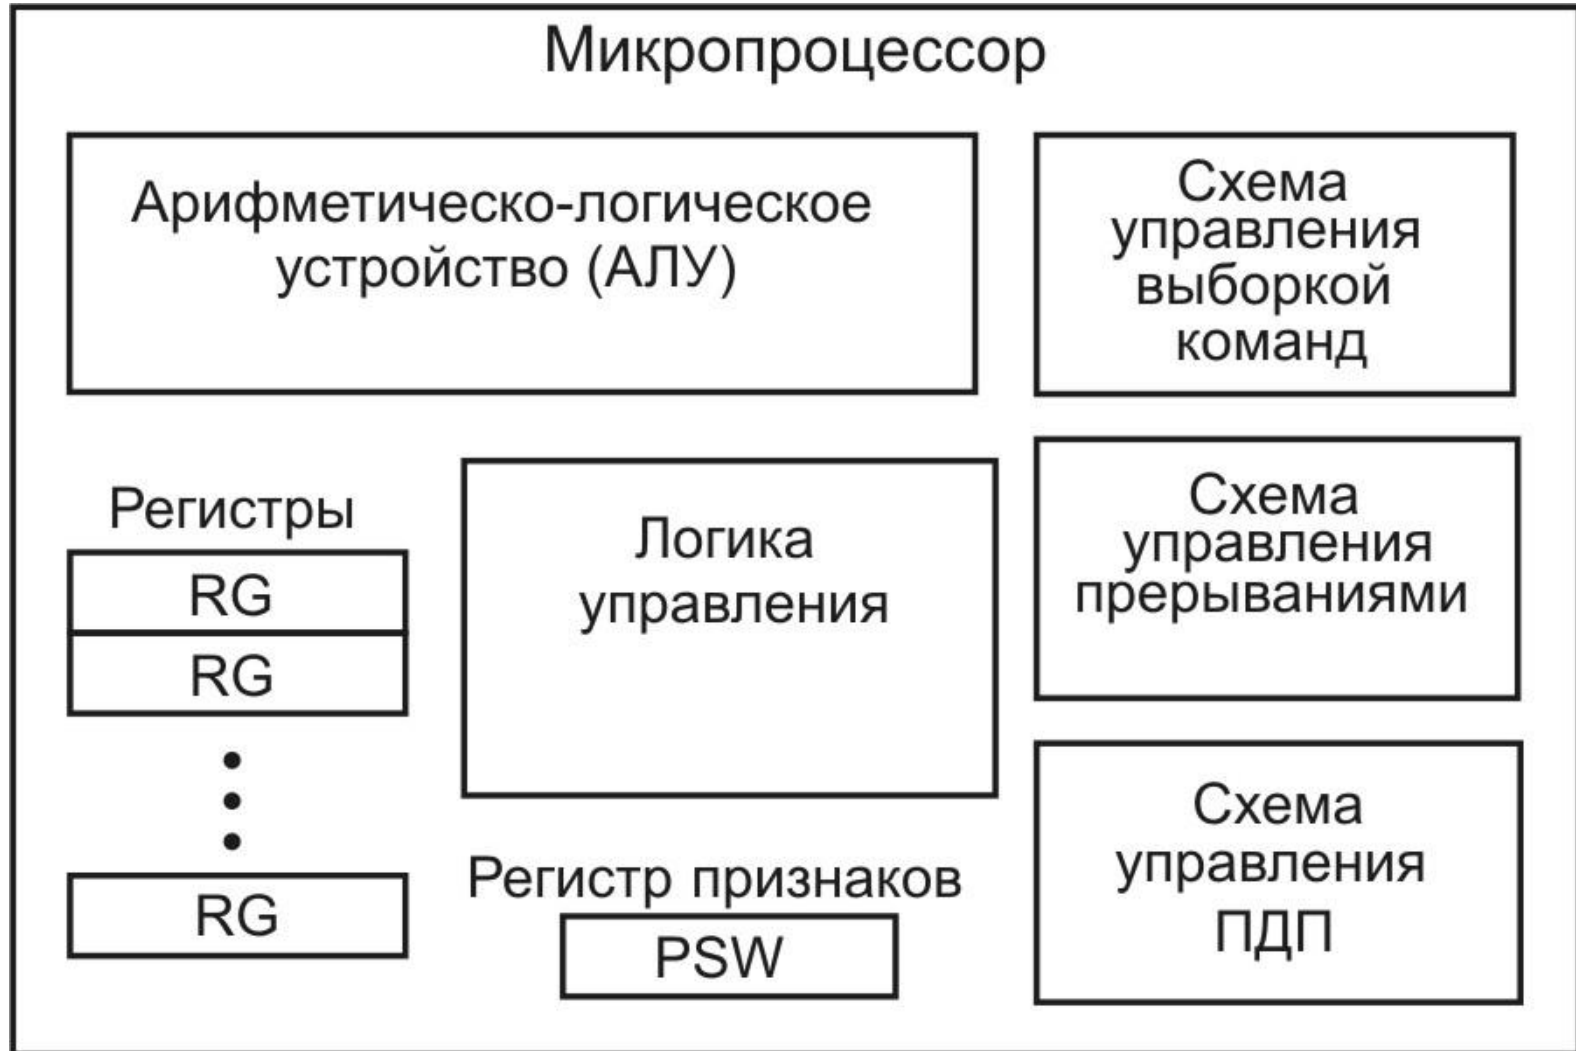 Микропроцессор
Арифметическо-логическое
устройство (АЛУ)
Схема
управления
выборкой
команд
Регистры
RG
RG
RG
Логика
управления
Регистр признаков
PSW
Схема
управления
прерываниями
Схема
управления
ПДП